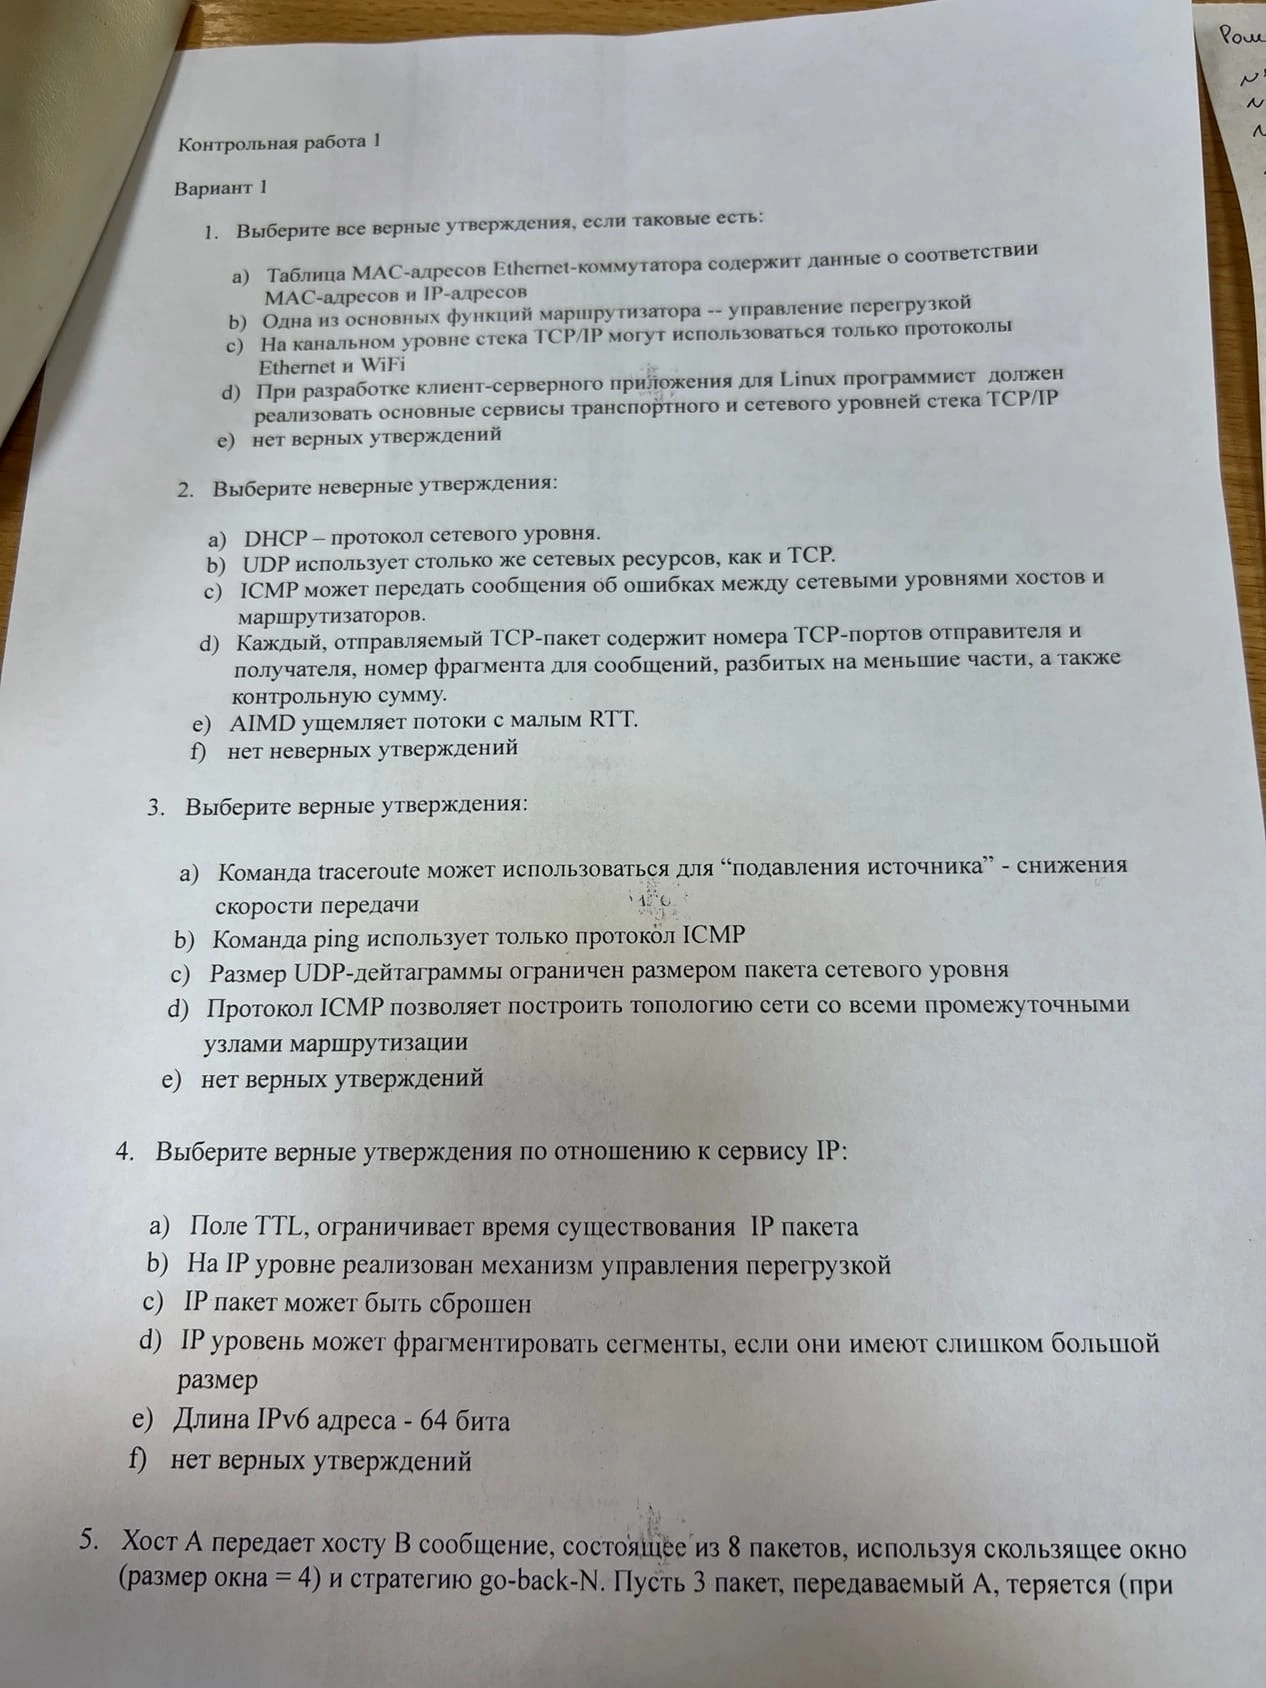 Контрольная работа 1
Вариант 1
1. Выберите все верные утверждения, если таковые есть:
a) Таблица MAC-адресов Ethernet-коммутатора содержит данные о соответствии
MAC-адресов и IP-адресов
b) Одна из основных функций маршрутизатора -- управление перегрузкой
c) На канальном уровне стека TCP/IP могут использоваться только протоколы
Ethernet и WiFi
d) При разработке клиент-серверного приложения для Linux программист должен
реализовать основные сервисы транспортного и сетевого уровней стека TCP/IP
e) нет верных утверждений
2. Выберите неверные утверждения:
a) DHCP – протокол сетевого уровня.
b) UDP использует столько же сетевых ресурсов, как и TCP.
c) ICMP может передать сообщения об ошибках между сетевыми уровнями хостов и
маршрутизаторов.
d) Каждый, отправляемый TCP-пакет содержит номера TCP-портов отправителя и
получателя, номер фрагмента для сообщений, разбитых на меньшие части, а также
контрольную сумму.
e) AIMD ущемляет потоки с малым RTT.
f) нет неверных утверждений
3. Выберите верные утверждения:
a) Команда traceroute может использоваться для “подавления источника” - снижения
скорости передачи
b) Команда ping использует только протокол ICMP
c) Размер UDP-дейтаграммы ограничен размером пакета сетевого уровня
d) Протокол ICMP позволяет построить топологию сети со всеми промежуточными
узлами маршрутизации
e) нет верных утверждений
4. Выберите верные утверждения по отношению к сервису IP:
a) Поле TTL, ограничивает время существования IP пакета
b) На IP уровне реализован механизм управления перегрузкой
c) IP пакет может быть сброшен
d) IP уровень может фрагментировать сегменты, если они имеют слишком большой
размер
e) Длина IPv6 адреса - 64 бита
f) нет верных утверждений
5. Хост A передает хосту B сообщение, состоящее из 8 пакетов, используя скользящее окно
(размер окна = 4) и стратегию go-back-N. Пусть 3 пакет, передаваемый A, теряется (при